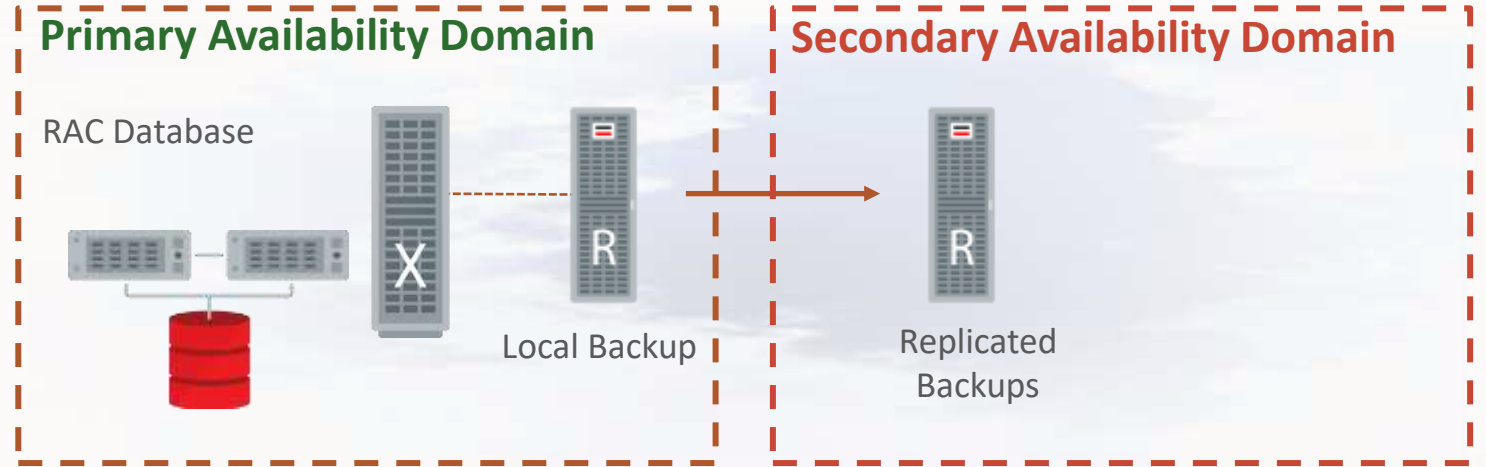 Primary Availability Domain
Secondary Availability Domain
RAC Database
X
R
R
Local Backup
Replicated
Backups